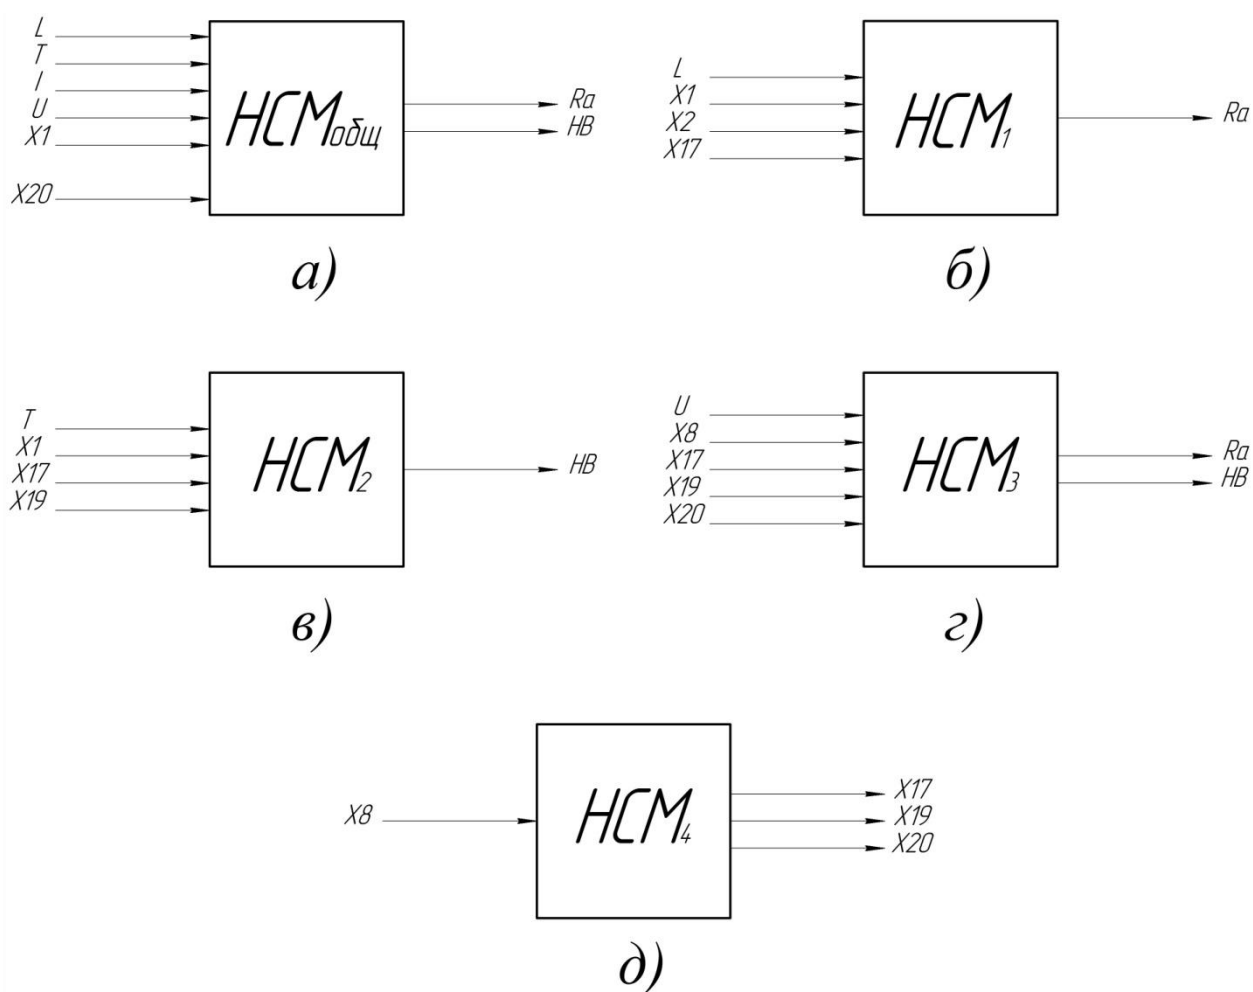 L
T
I
U
X1
X20
НСМобщ
Ra
HB
а)
L
X1
X2
X17
НСМ1
Ra
б)
T
X1
X17
X19
НСМ2
HB
в)
U
X8
X17
X19
X20
НСМ3
Ra
HB
г)
X8
НСМ4
X17
X19
X20
д)